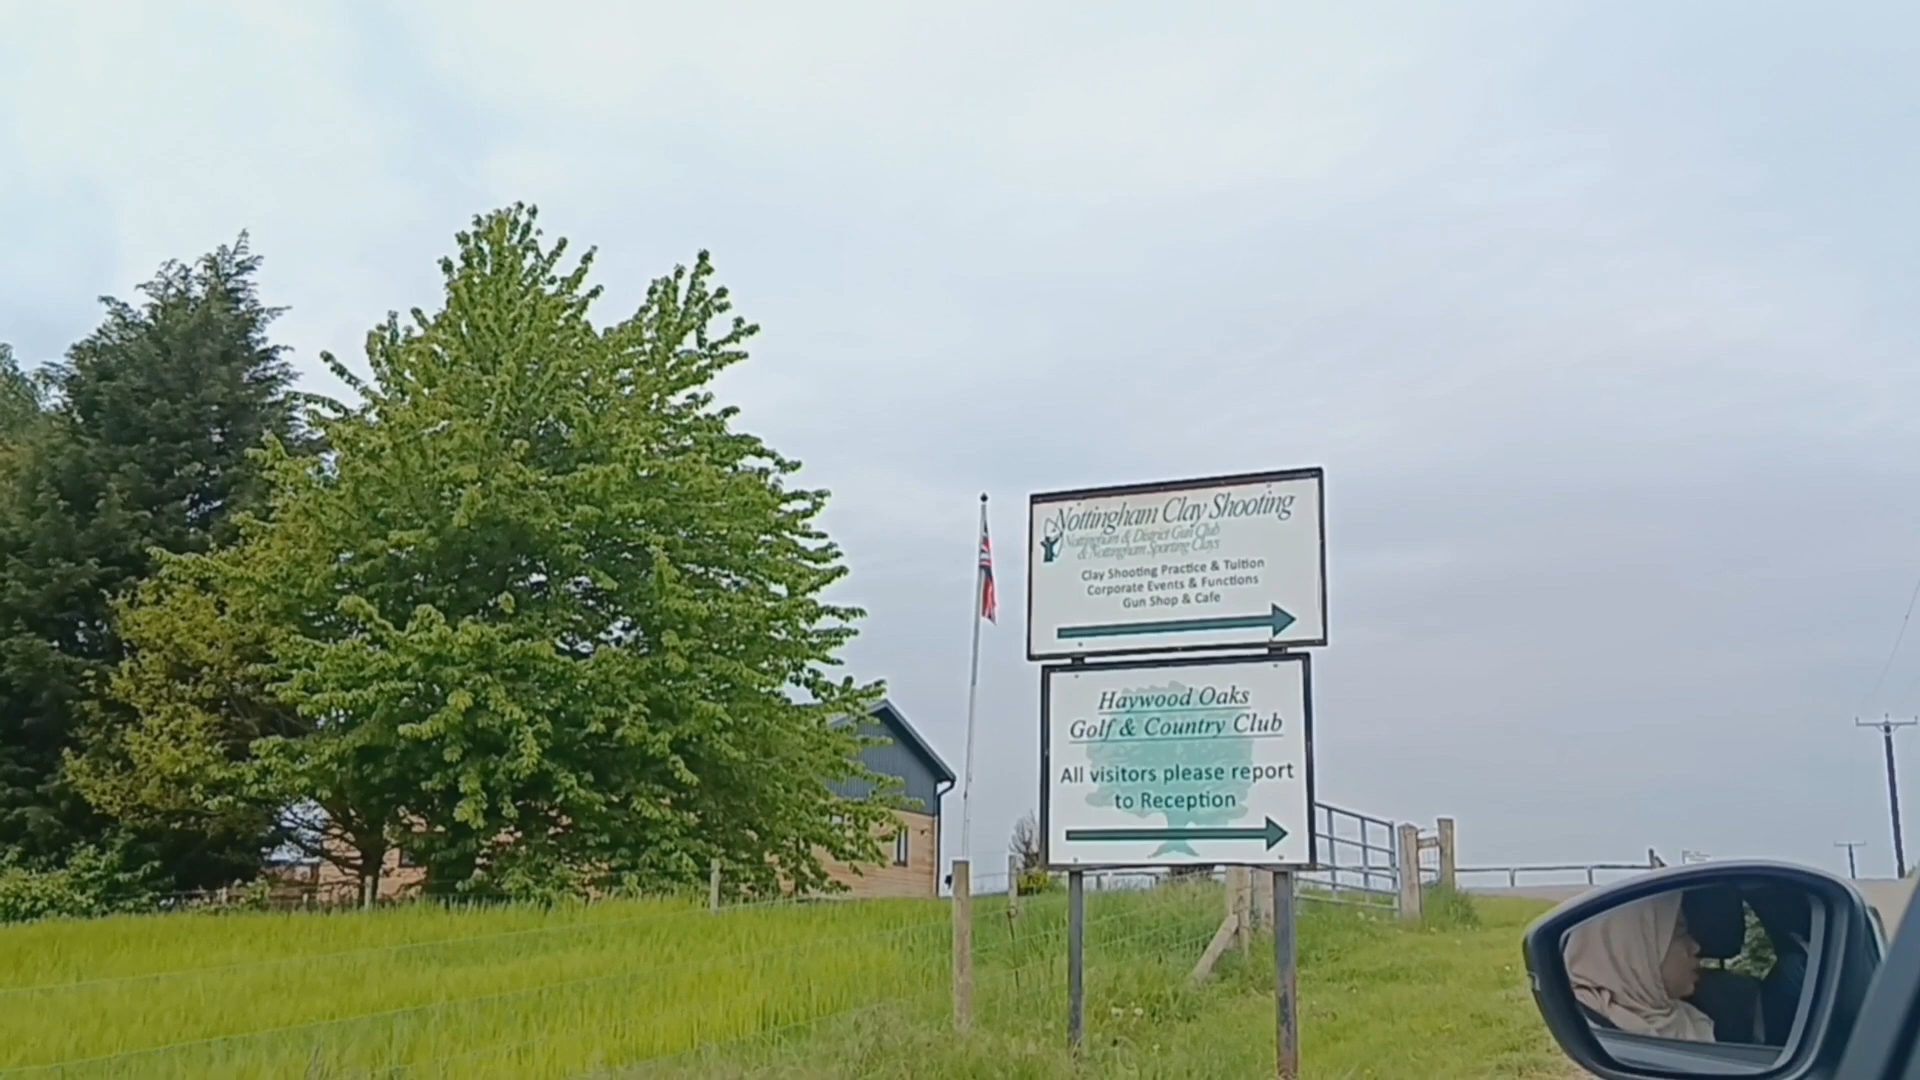 Nottingham Clay Shooting
Nottingham & District Gun Club
& Nottingham Sporting Clays
Clay Shooting Practice & Tuition
Corporate Events & Functions
Gun Shop & Cafe
Haywood Oaks
Golf & Country Club
All visitors please report
to Reception